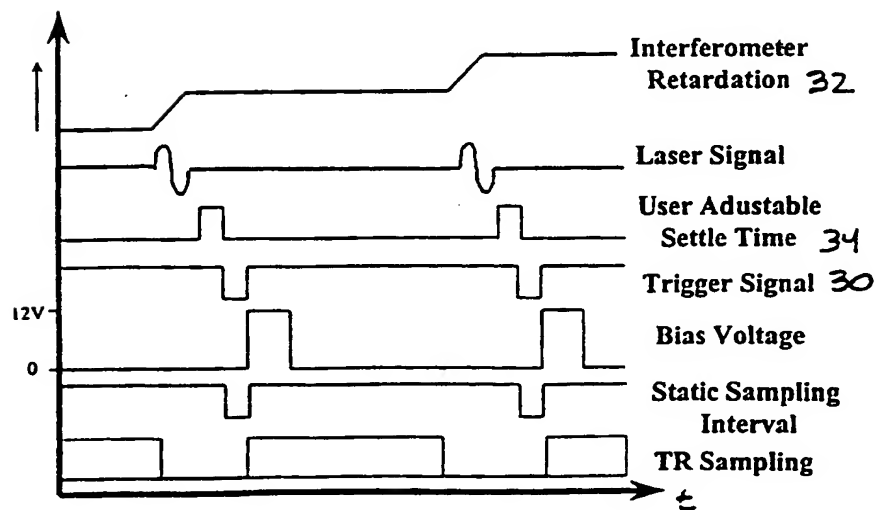 Interferometer
Retardation 32
Laser Signal
User Adustable
Settle Time 34
Trigger Signal 30
12V
Bias Voltage
0
Static Sampling
Interval
TR Sampling
t